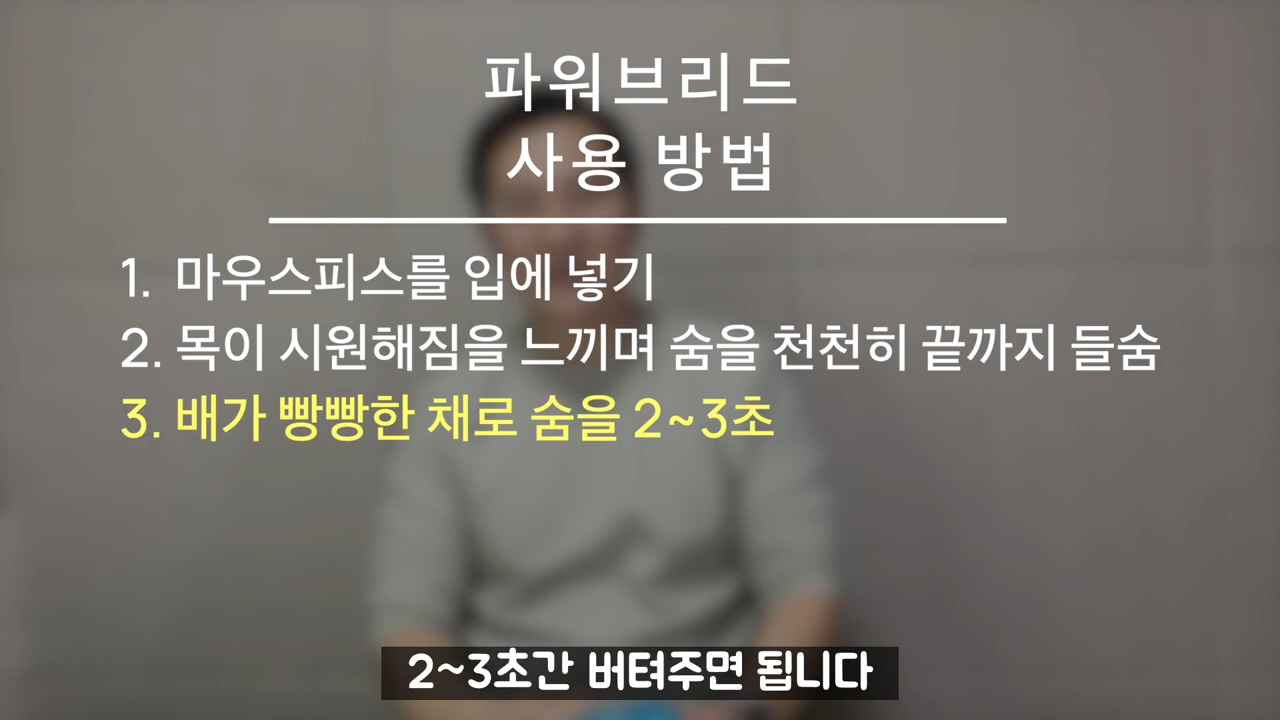 파워브리드
사용 방법
1. 마우스피스를 입에 넣기
2. 목이 시원해짐을 느끼며 숨을 천천히 끝까지 들숨
3. 배가 빵빵한 채로 숨을 2~3초
2~3초간 버텨주면 됩니다